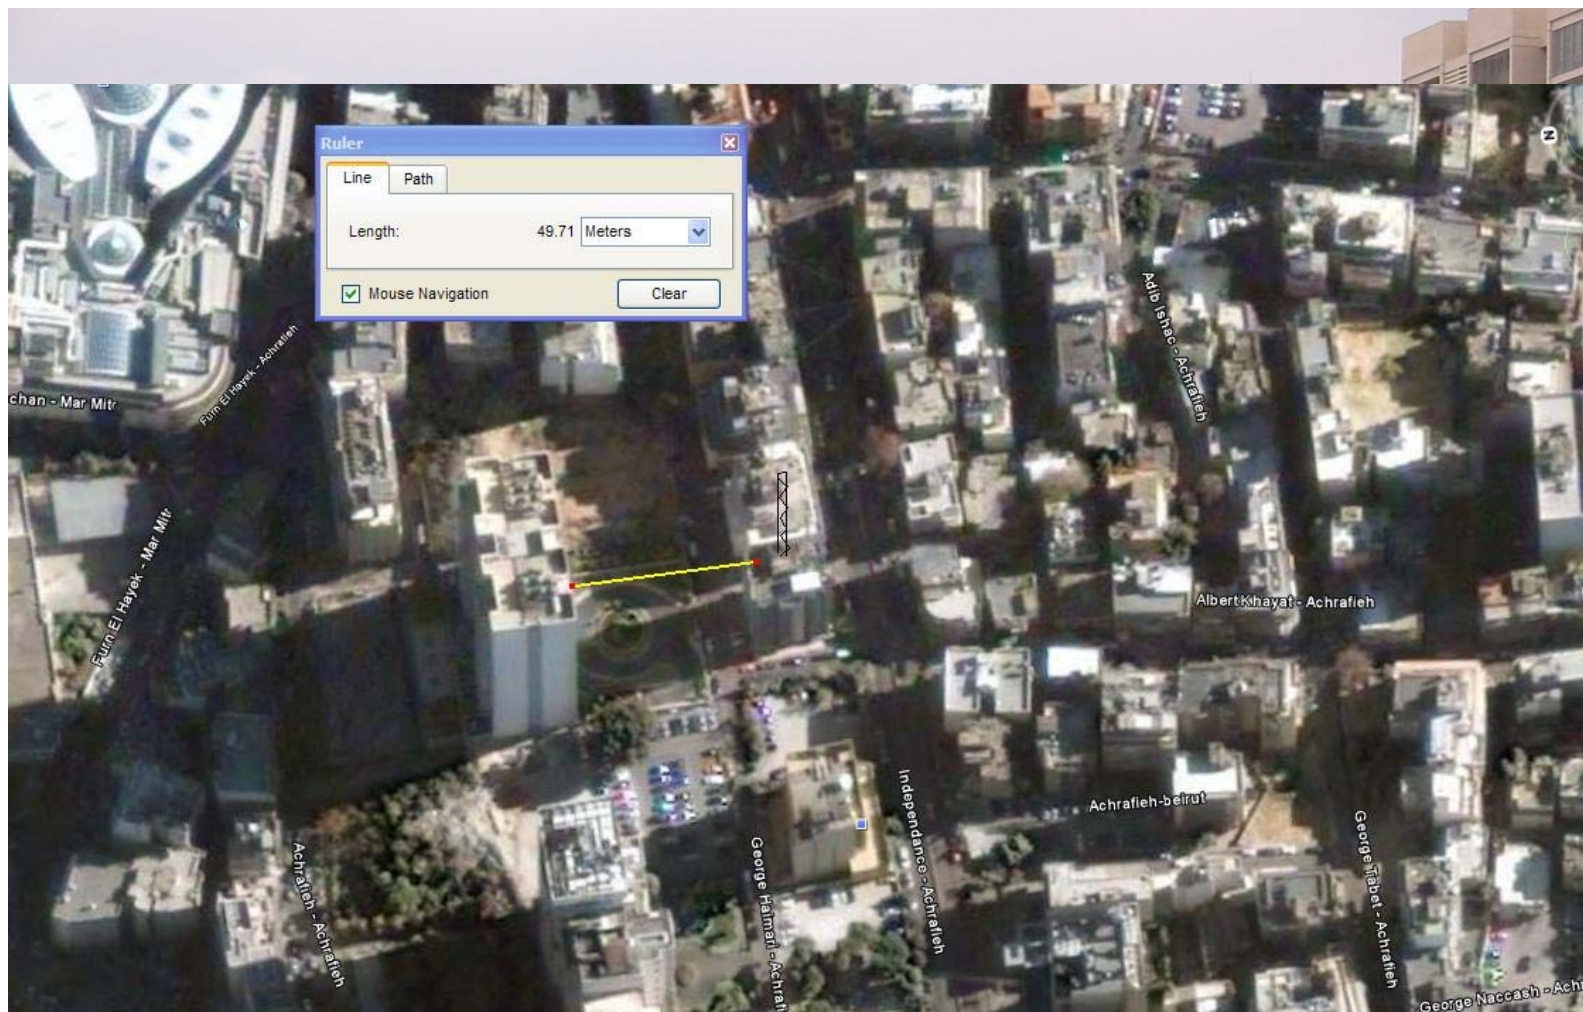 Ruler
Line
Path
Length:
49.71
Meters
Mouse Navigation
Clear
N
Adib Ishac - Achrafieh
Furn El Hayek - Achrafieh
chan - Mar Mitr
Furn El Hayek - Mar Mitr
Albert Khayat - Achrafieh
Achrafieh-beirut
Independance - Achrafieh
George Haimari - Achrafi
George Tabet - Achrafieh
Achrafieh - Achrafieh
George Naccash - Achr